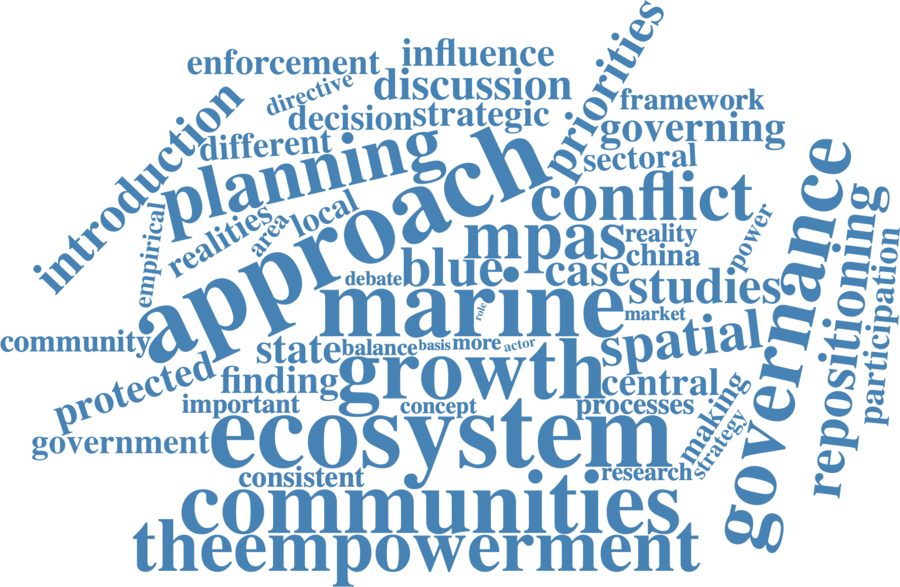 priorities
influence
enforcement
discussion
directive
framework
introduction
decision
strategic
governing
different
planning
sectoral
approach
conflict
governance
empirical
realities
area
local
mpas
reality
power
repositioning
participation
china
blue
case
debate
studies
marine
role
market
community
state
balance
basis
more
actor
spatial
protected
finding
growth
central
important
concept
processes
making
government
ecosystem
strategy
consistent
research
communities
theempowerment